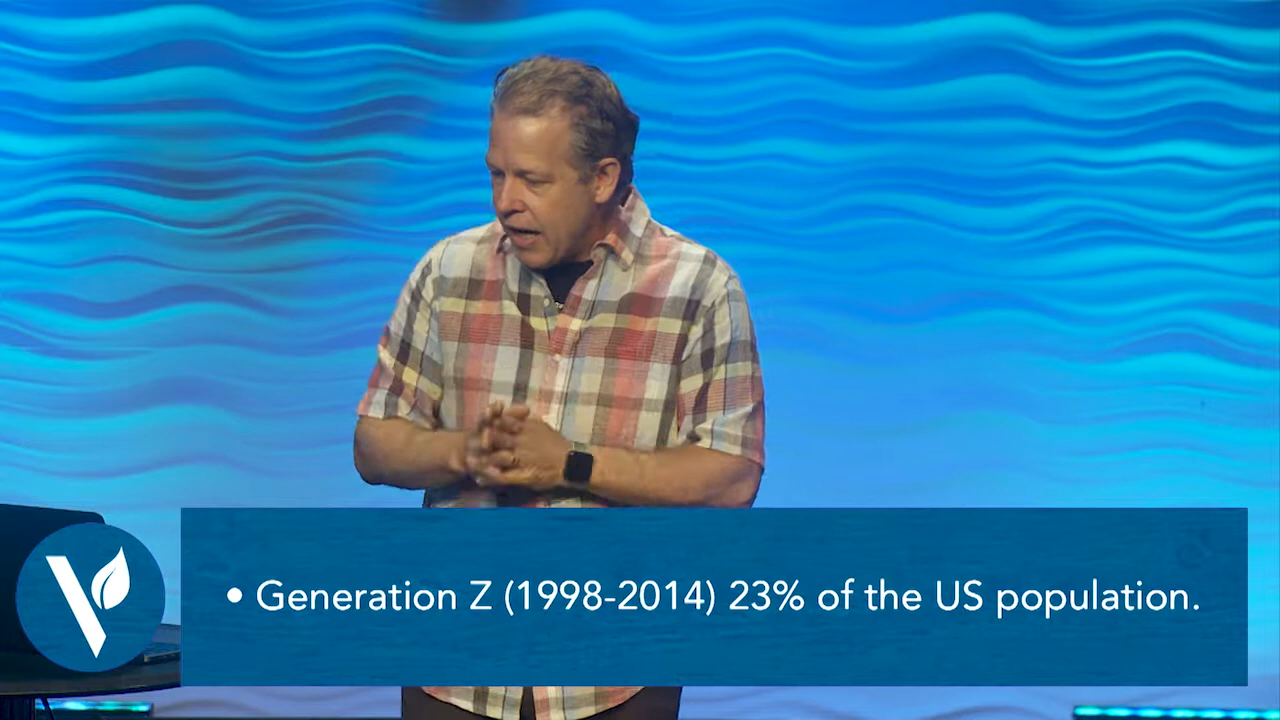 • Generation Z (1998-2014) 23% of the US population.